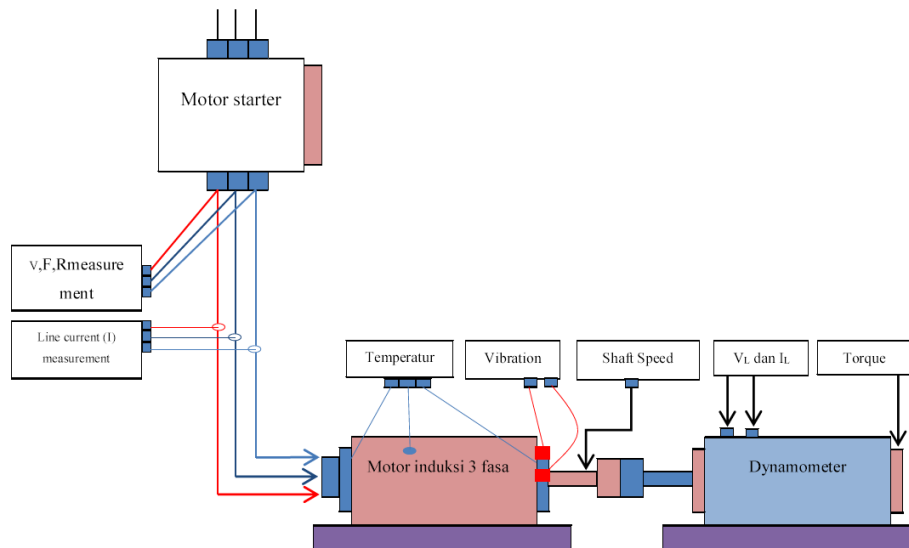 Motor starter
V,F,Rmeasure
ment
Line current (I)
measurement
Temperatur
Vibration
Shaft Speed
VL dan IL
Torque
Motor induksi 3 fasa
Dynamometer